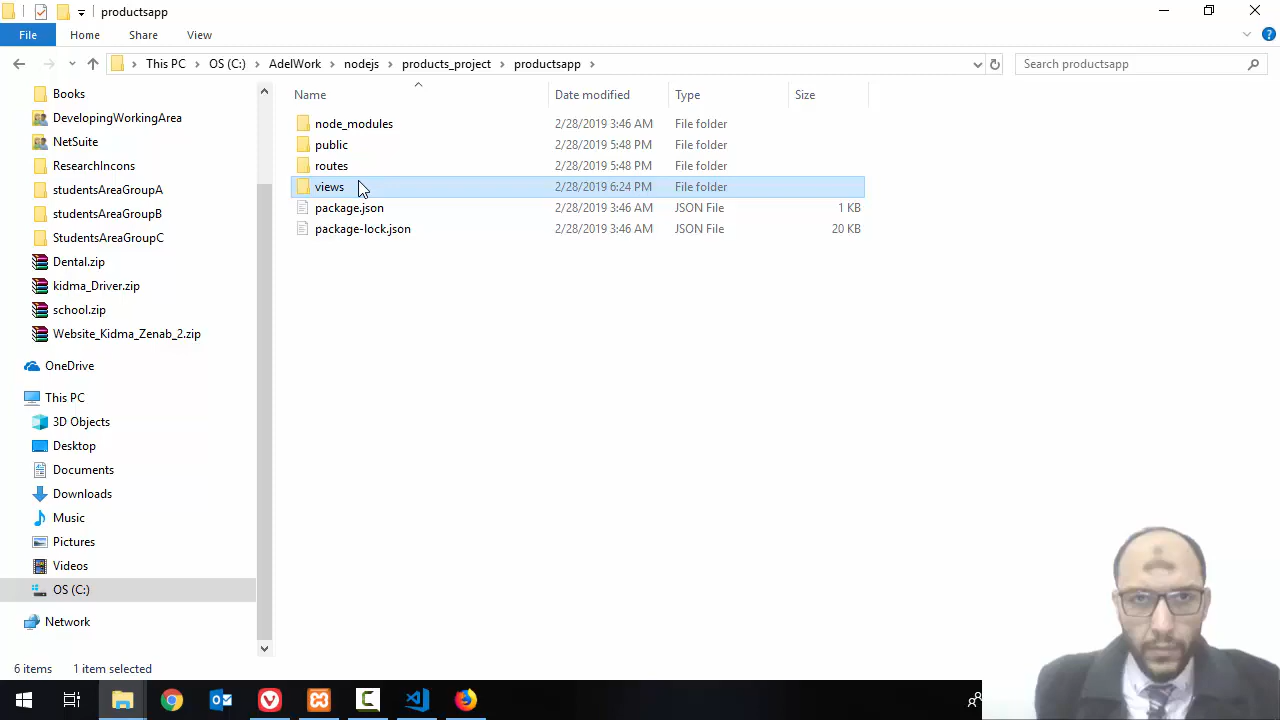 productsapp
File Home Share View
This PC OS (C:) AdelWork nodejs products_project productsapp Search productsapp
Name Date modified Type Size
node_modules 2/28/2019 3:46 AM File folder
public 2/28/2019 5:48 PM File folder
routes 2/28/2019 5:48 PM File folder
views 2/28/2019 6:24 PM File folder
package.json 2/28/2019 3:46 AM JSON File 1 KB
package-lock.json 2/28/2019 3:46 AM JSON File 20 KB
Books
DevelopingWorkingArea
NetSuite
ResearchIncons
studentsAreaGroupA
studentsAreaGroupB
StudentsAreaGroupC
Dental.zip
kidma_Driver.zip
school.zip
Website_Kidma_Zenab_2.zip
OneDrive
This PC
3D Objects
Desktop
Documents
Downloads
Music
Pictures
Videos
OS (C:)
Network
6 items 1 item selected